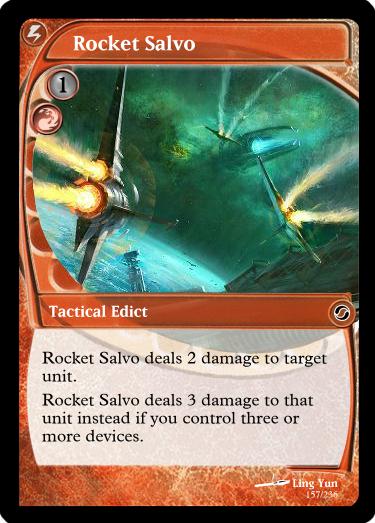 Rocket Salvo
1
Tactical Edict
Rocket Salvo deals 2 damage to target
unit.
Rocket Salvo deals 3 damage to that
unit instead if you control three or
more devices.
Ling Yun
157/236